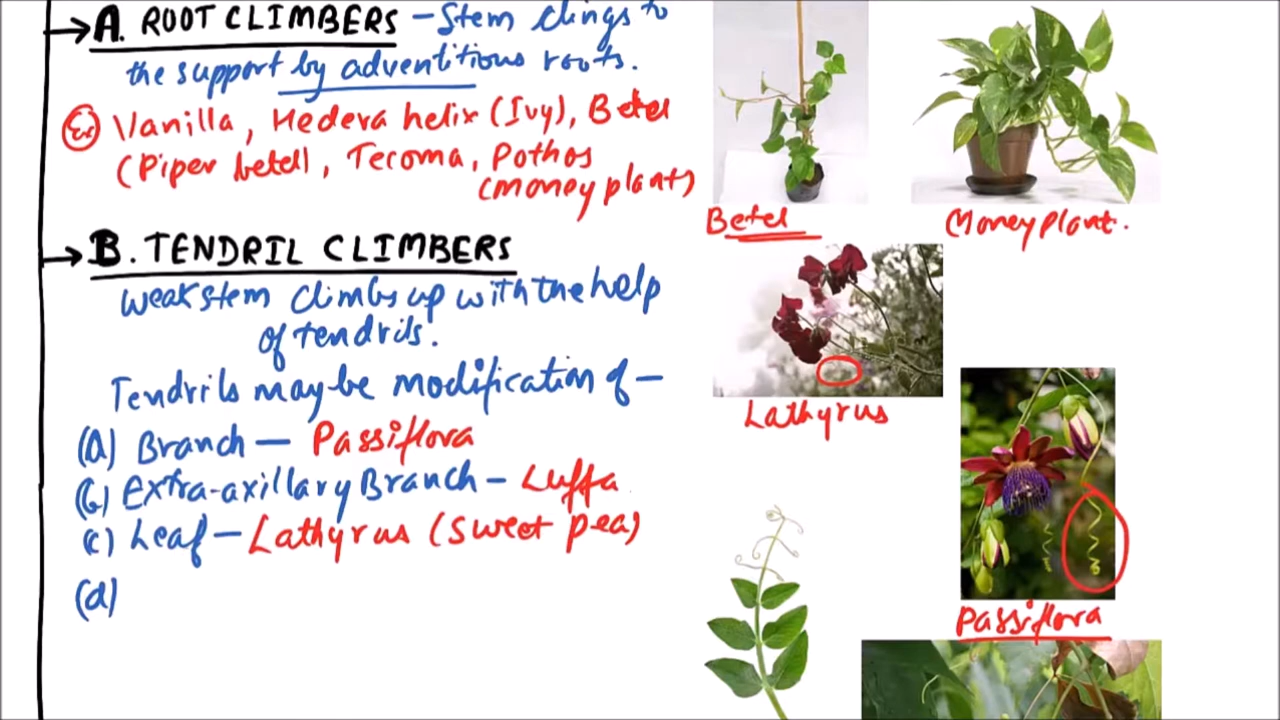 A. ROOT CLIMBERS - Stem clings to
the support by adventitious roots.
Ex Vanilla, Hedera helix (Ivy), Betel
(Piper betel), Tecoma, Pothos
(Money plant)
Betel
Money plant.
B. TENDRIL CLIMBERS
Weak stem climbs up with the help
of tendrils.
Tendrils may be modification of -
Lathyrus
(a) Branch - Passiflora
(b) Extra-axillary Branch - Luffa
(c) Leaf - Lathyrus (Sweet pea)
(d)
Passiflora